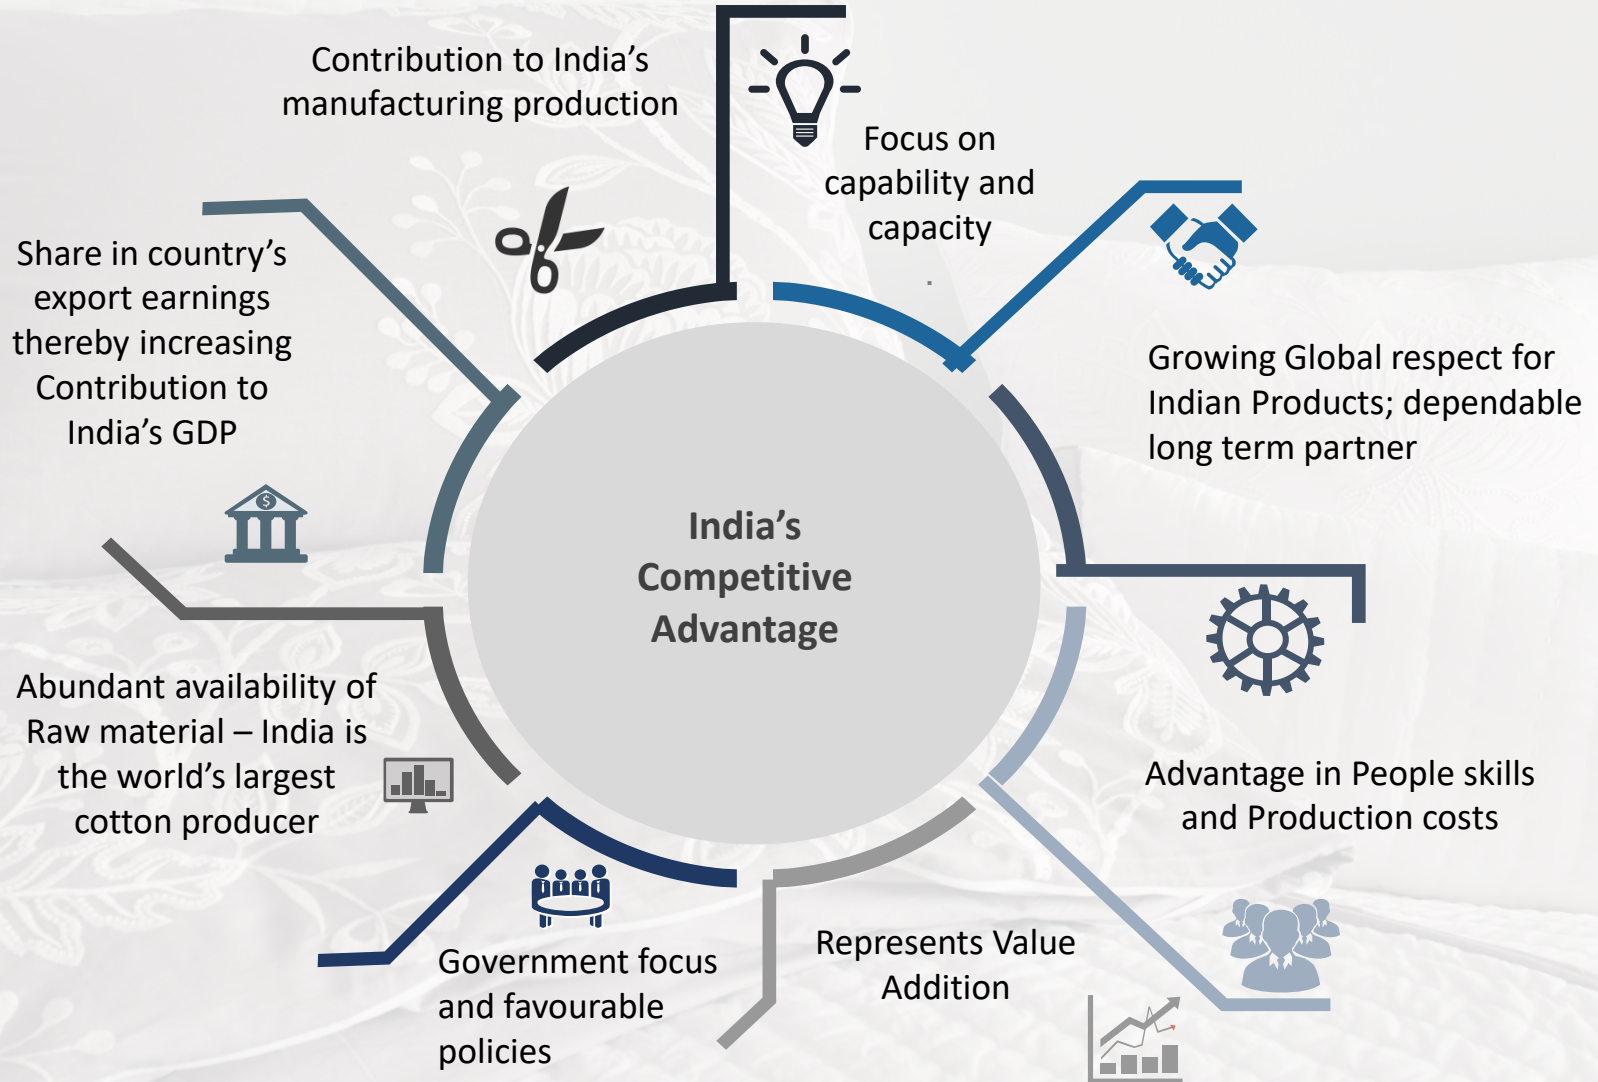 Contribution to India’s
manufacturing production
Focus on
capability and
capacity
.
Share in country’s
export earnings
thereby increasing
Contribution to
India’s GDP
$
Growing Global respect for
Indian Products; dependable
long term partner
India’s
Competitive
Advantage
Abundant availability of
Raw material – India is
the world’s largest
cotton producer
Advantage in People skills
and Production costs
Government focus
and favourable
policies
Represents Value
Addition